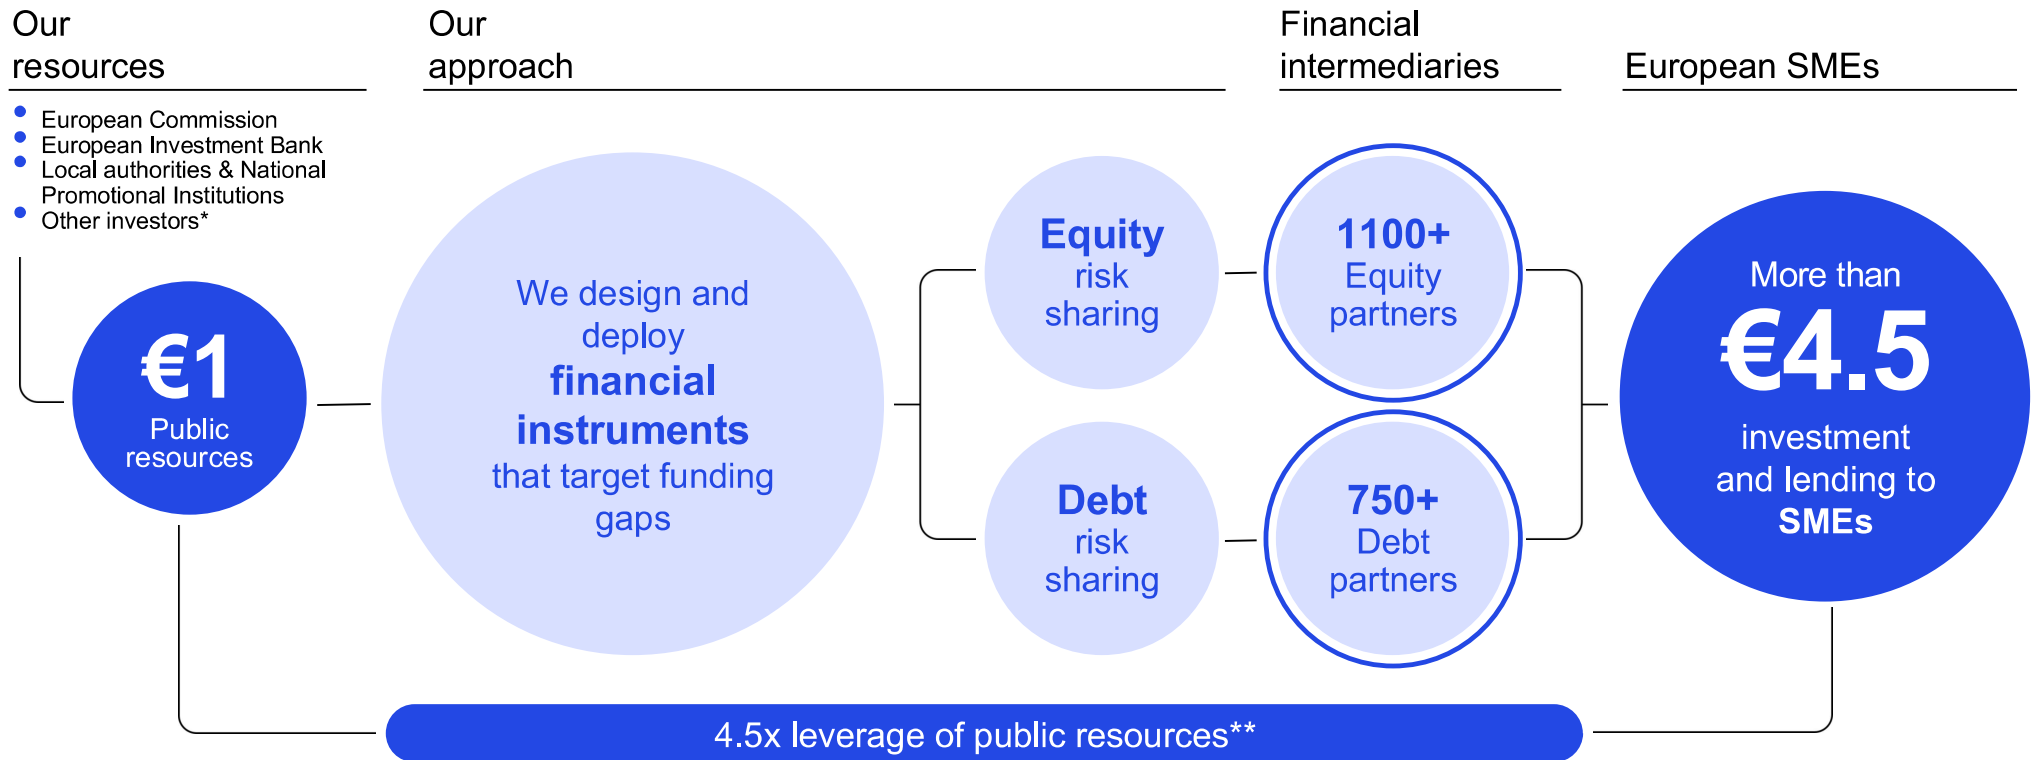 Our
resources
European Commission
European Investment Bank
Local authorities & National
Promotional Institutions
Other investors*
€1
Public
resources
Our
approach
We design and
deploy
financial
instruments
that target funding
gaps
Equity
risk
sharing
Debt
risk
sharing
Financial
intermediaries
1100+
Equity
partners
750+
Debt
partners
European SMEs
More than
€4.5
investment
and lending to
SMEs
4.5x leverage of public resources**